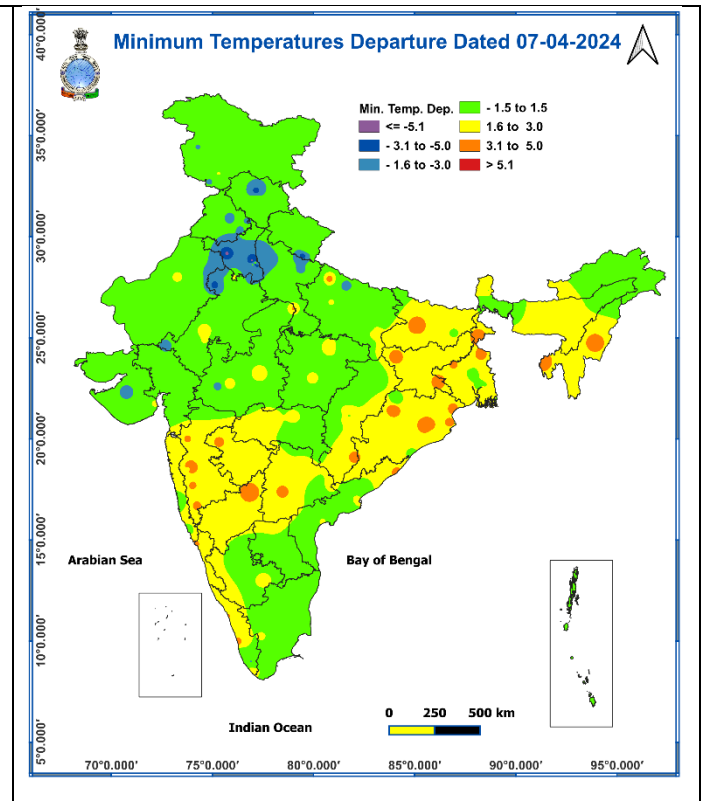 Minimum Temperatures Departure Dated 07-04-2024
Min. Temp. Dep.
<= -5.1
- 3.1 to -5.0
- 1.6 to -3.0
- 1.5 to 1.5
1.6 to 3.0
3.1 to 5.0
> 5.1
40°0.000'
35°0.000'
30°0.000'
25°0.000'
20°0.000'
15°0.000'
10°0.000'
5°0.000'
Arabian Sea
Bay of Bengal
Indian Ocean
0 250 500 km
70°0.000' 75°0.000' 80°0.000' 85°0.000' 90°0.000' 95°0.000'